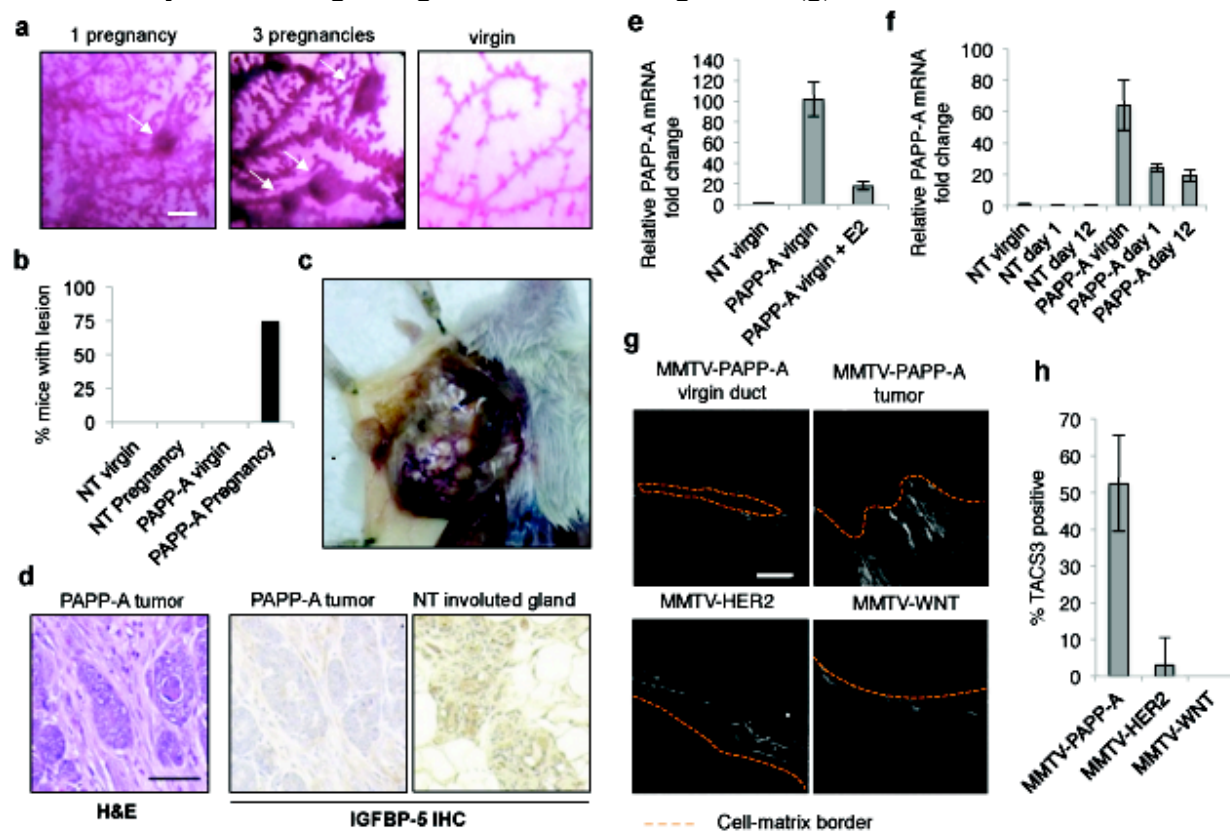 a
1 pregnancy
3 pregnancies
virgin
b
% mice with lesion
100
75
50
25
0
NT virgin
NT Pregnancy
PAPP-A virgin
PAPP-A Pregnancy
c
d
PAPP-A tumor
PAPP-A tumor
NT involuted gland
H&E
IGFBP-5 IHC
e
Relative PAPP-A mRNA
fold change
140
120
100
80
60
40
20
0
NT virgin
PAPP-A virgin
PAPP-A virgin + E2
f
Relative PAPP-A mRNA
fold change
100
80
60
40
20
0
NT virgin
NT day 1
NT day 12
PAPP-A virgin
PAPP-A day 1
PAPP-A day 12
g
MMTV-PAPP-A
virgin duct
MMTV-PAPP-A
tumor
MMTV-HER2
MMTV-WNT
Cell-matrix border
h
% TACS3 positive
70
60
50
40
30
20
10
0
MMTV-PAPP-A
MMTV-HER2
MMTV-WNT